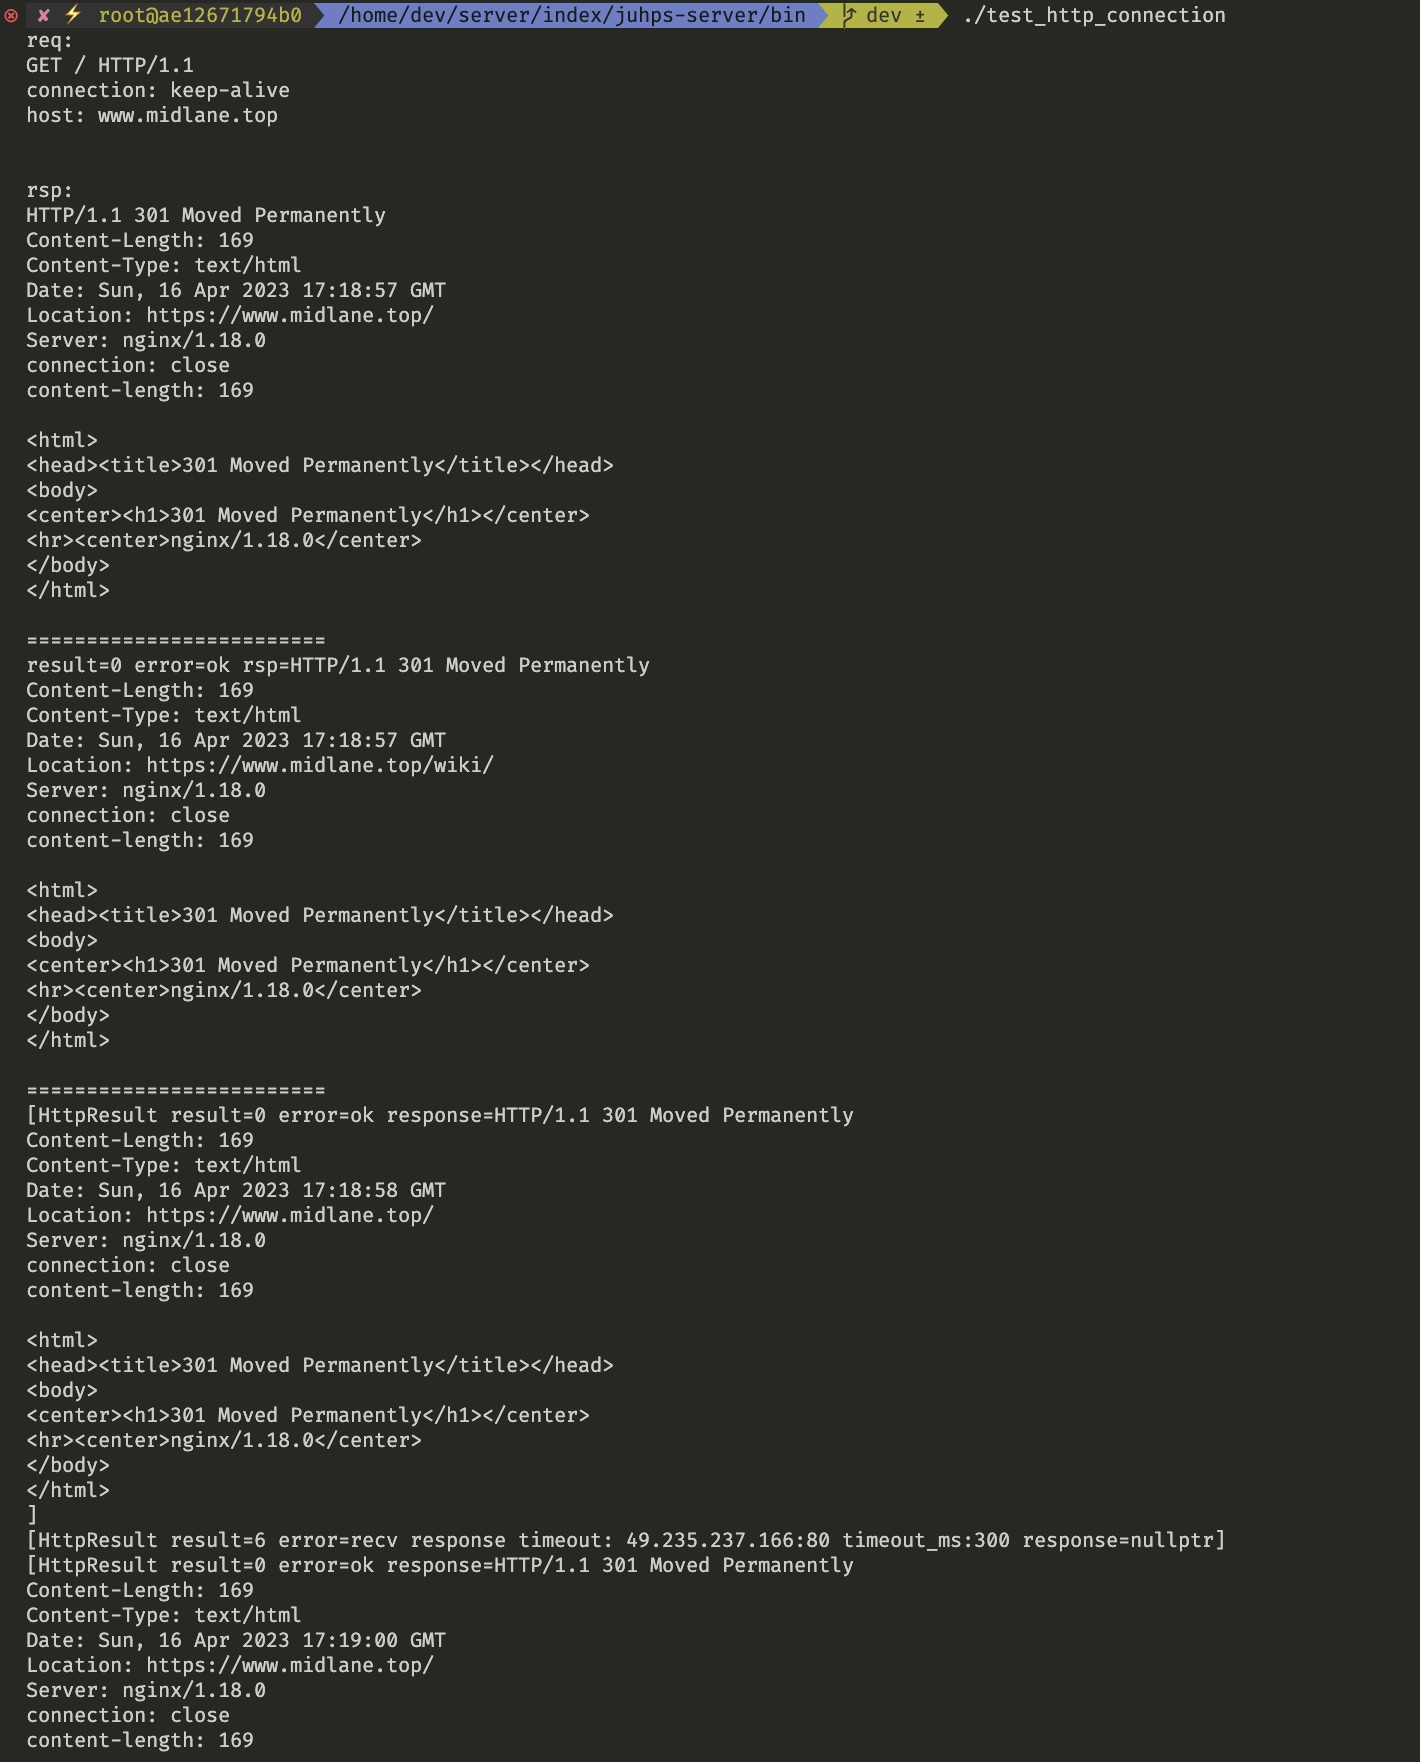 root@ae12671794b0 /home/dev/server/index/juhps-server/bin dev ± ./test_http_connection
req:
GET / HTTP/1.1
connection: keep-alive
host: www.midlane.top
rsp:
HTTP/1.1 301 Moved Permanently
Content-Length: 169
Content-Type: text/html
Date: Sun, 16 Apr 2023 17:18:57 GMT
Location: https://www.midlane.top/
Server: nginx/1.18.0
connection: close
content-length: 169
<html>
<head><title>301 Moved Permanently</title></head>
<body>
<center><h1>301 Moved Permanently</h1></center>
<hr><center>nginx/1.18.0</center>
</body>
</html>
=========================
result=0 error=ok rsp=HTTP/1.1 301 Moved Permanently
Content-Length: 169
Content-Type: text/html
Date: Sun, 16 Apr 2023 17:18:57 GMT
Location: https://www.midlane.top/wiki/
Server: nginx/1.18.0
connection: close
content-length: 169
<html>
<head><title>301 Moved Permanently</title></head>
<body>
<center><h1>301 Moved Permanently</h1></center>
<hr><center>nginx/1.18.0</center>
</body>
</html>
=========================
[HttpResult result=0 error=ok response=HTTP/1.1 301 Moved Permanently
Content-Length: 169
Content-Type: text/html
Date: Sun, 16 Apr 2023 17:18:58 GMT
Location: https://www.midlane.top/
Server: nginx/1.18.0
connection: close
content-length: 169
<html>
<head><title>301 Moved Permanently</title></head>
<body>
<center><h1>301 Moved Permanently</h1></center>
<hr><center>nginx/1.18.0</center>
</body>
</html>
]
[HttpResult result=6 error=recv response timeout: 49.235.237.166:80 timeout_ms:300 response=nullptr]
[HttpResult result=0 error=ok response=HTTP/1.1 301 Moved Permanently
Content-Length: 169
Content-Type: text/html
Date: Sun, 16 Apr 2023 17:19:00 GMT
Location: https://www.midlane.top/
Server: nginx/1.18.0
connection: close
content-length: 169